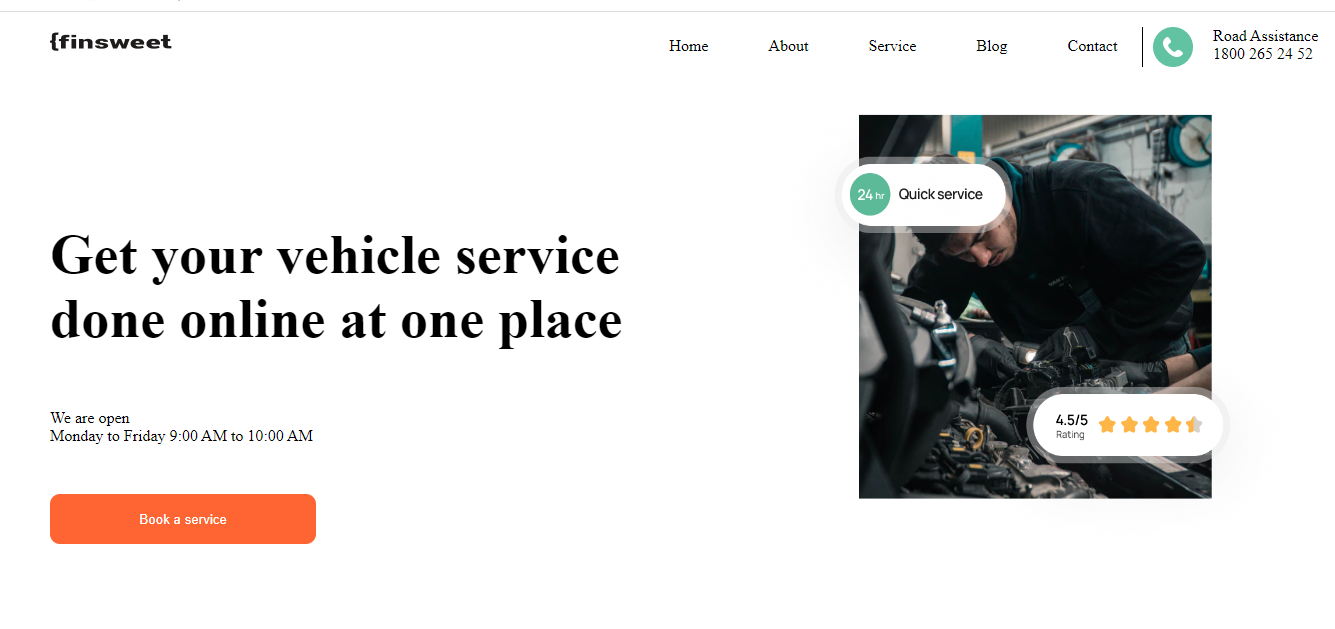 {finsweet
Home
About
Service
Blog
Contact
Road Assistance
1800 265 24 52
24 hr
Quick service
Get your vehicle service
done online at one place
We are open
Monday to Friday 9:00 AM to 10:00 AM
4.5/5
Rating
Book a service